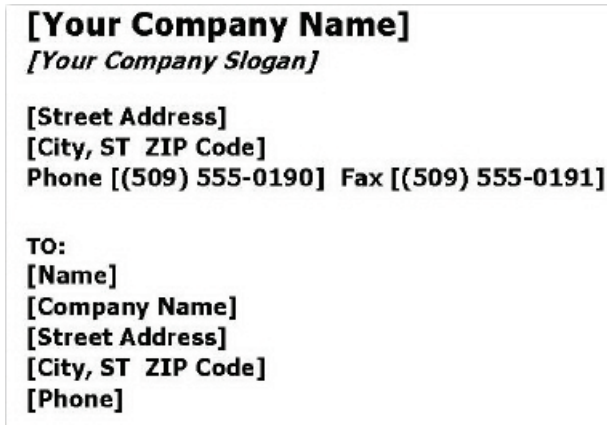 [Your Company Name]
[Your Company Slogan]
[Street Address]
[City, ST  ZIP Code]
Phone [(509) 555-0190]  Fax [(509) 555-0191]
TO:
[Name]
[Company Name]
[Street Address]
[City, ST  ZIP Code]
[Phone]